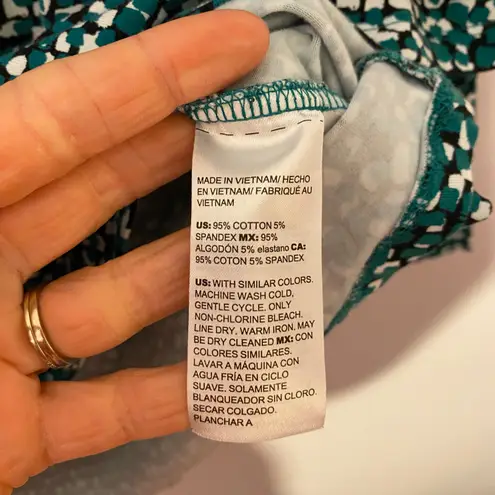 MADE IN VIETNAM/ HECHO
EN VIETNAM/ FABRIQUÉ AU
VIETNAM
US: 95% COTTON 5%
SPANDEX MX: 95%
ALGODÓN 5% elastano CA:
95% COTON 5% SPANDEX
US: WITH SIMILAR COLORS.
MACHINE WASH COLD,
GENTLE CYCLE. ONLY
NON-CHLORINE BLEACH.
LINE DRY. WARM IRON. MAY
BE DRY CLEANED MX: CON
COLORES SIMILARES.
LAVAR A MÁQUINA CON
AGUA FRÍA EN CICLO
SUAVE. SOLAMENTE
BLANQUEADOR SIN CLORO.
SECAR COLGADO.
PLANCHAR A